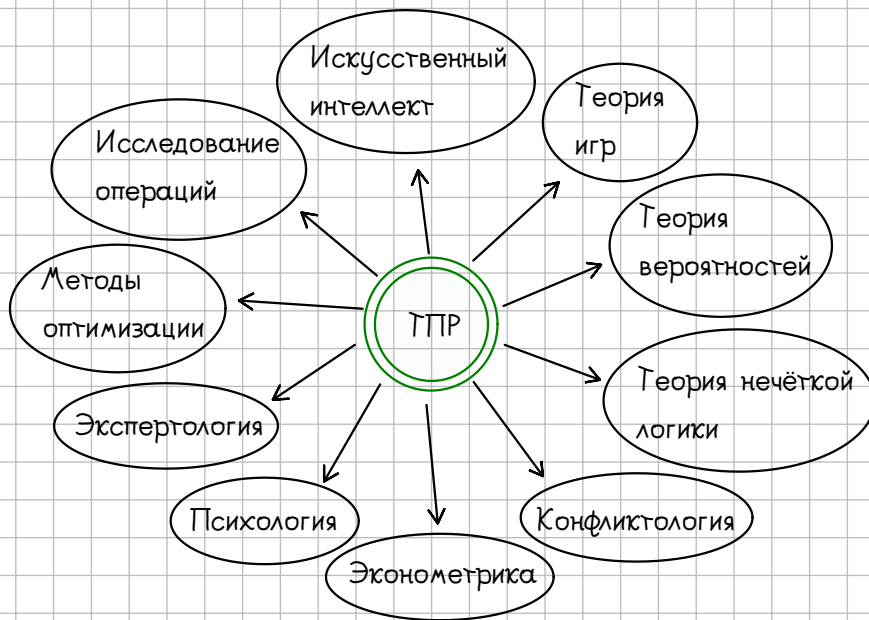 Искусственный
интеллект
Теория
игр
Исследование
операций
Теория
вероятностей
Методы
оптимизации
ТПР
Теория нечёткой
логики
Экспертология
Психология
Конфликтология
Эконометрика